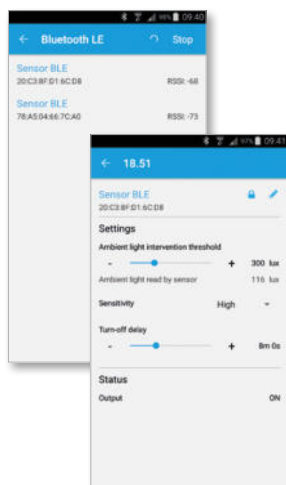 98% 09.40
Bluetooth LE Stop
Sensor BLE
20:C3:8F:D1:6C:D8 RSSI: -68
Sensor BLE
78:A5:04:66:7C:A0 RSSI: -73
98% 09.41
18.51
Sensor BLE
20:C3:8F:D1:6C:D8
Settings
Ambient light intervention threshold
- + 300 lux
Ambient light read by sensor 116 lux
Sensitivity High
Turn-off delay
- + 8m 0s
Status
Output ON